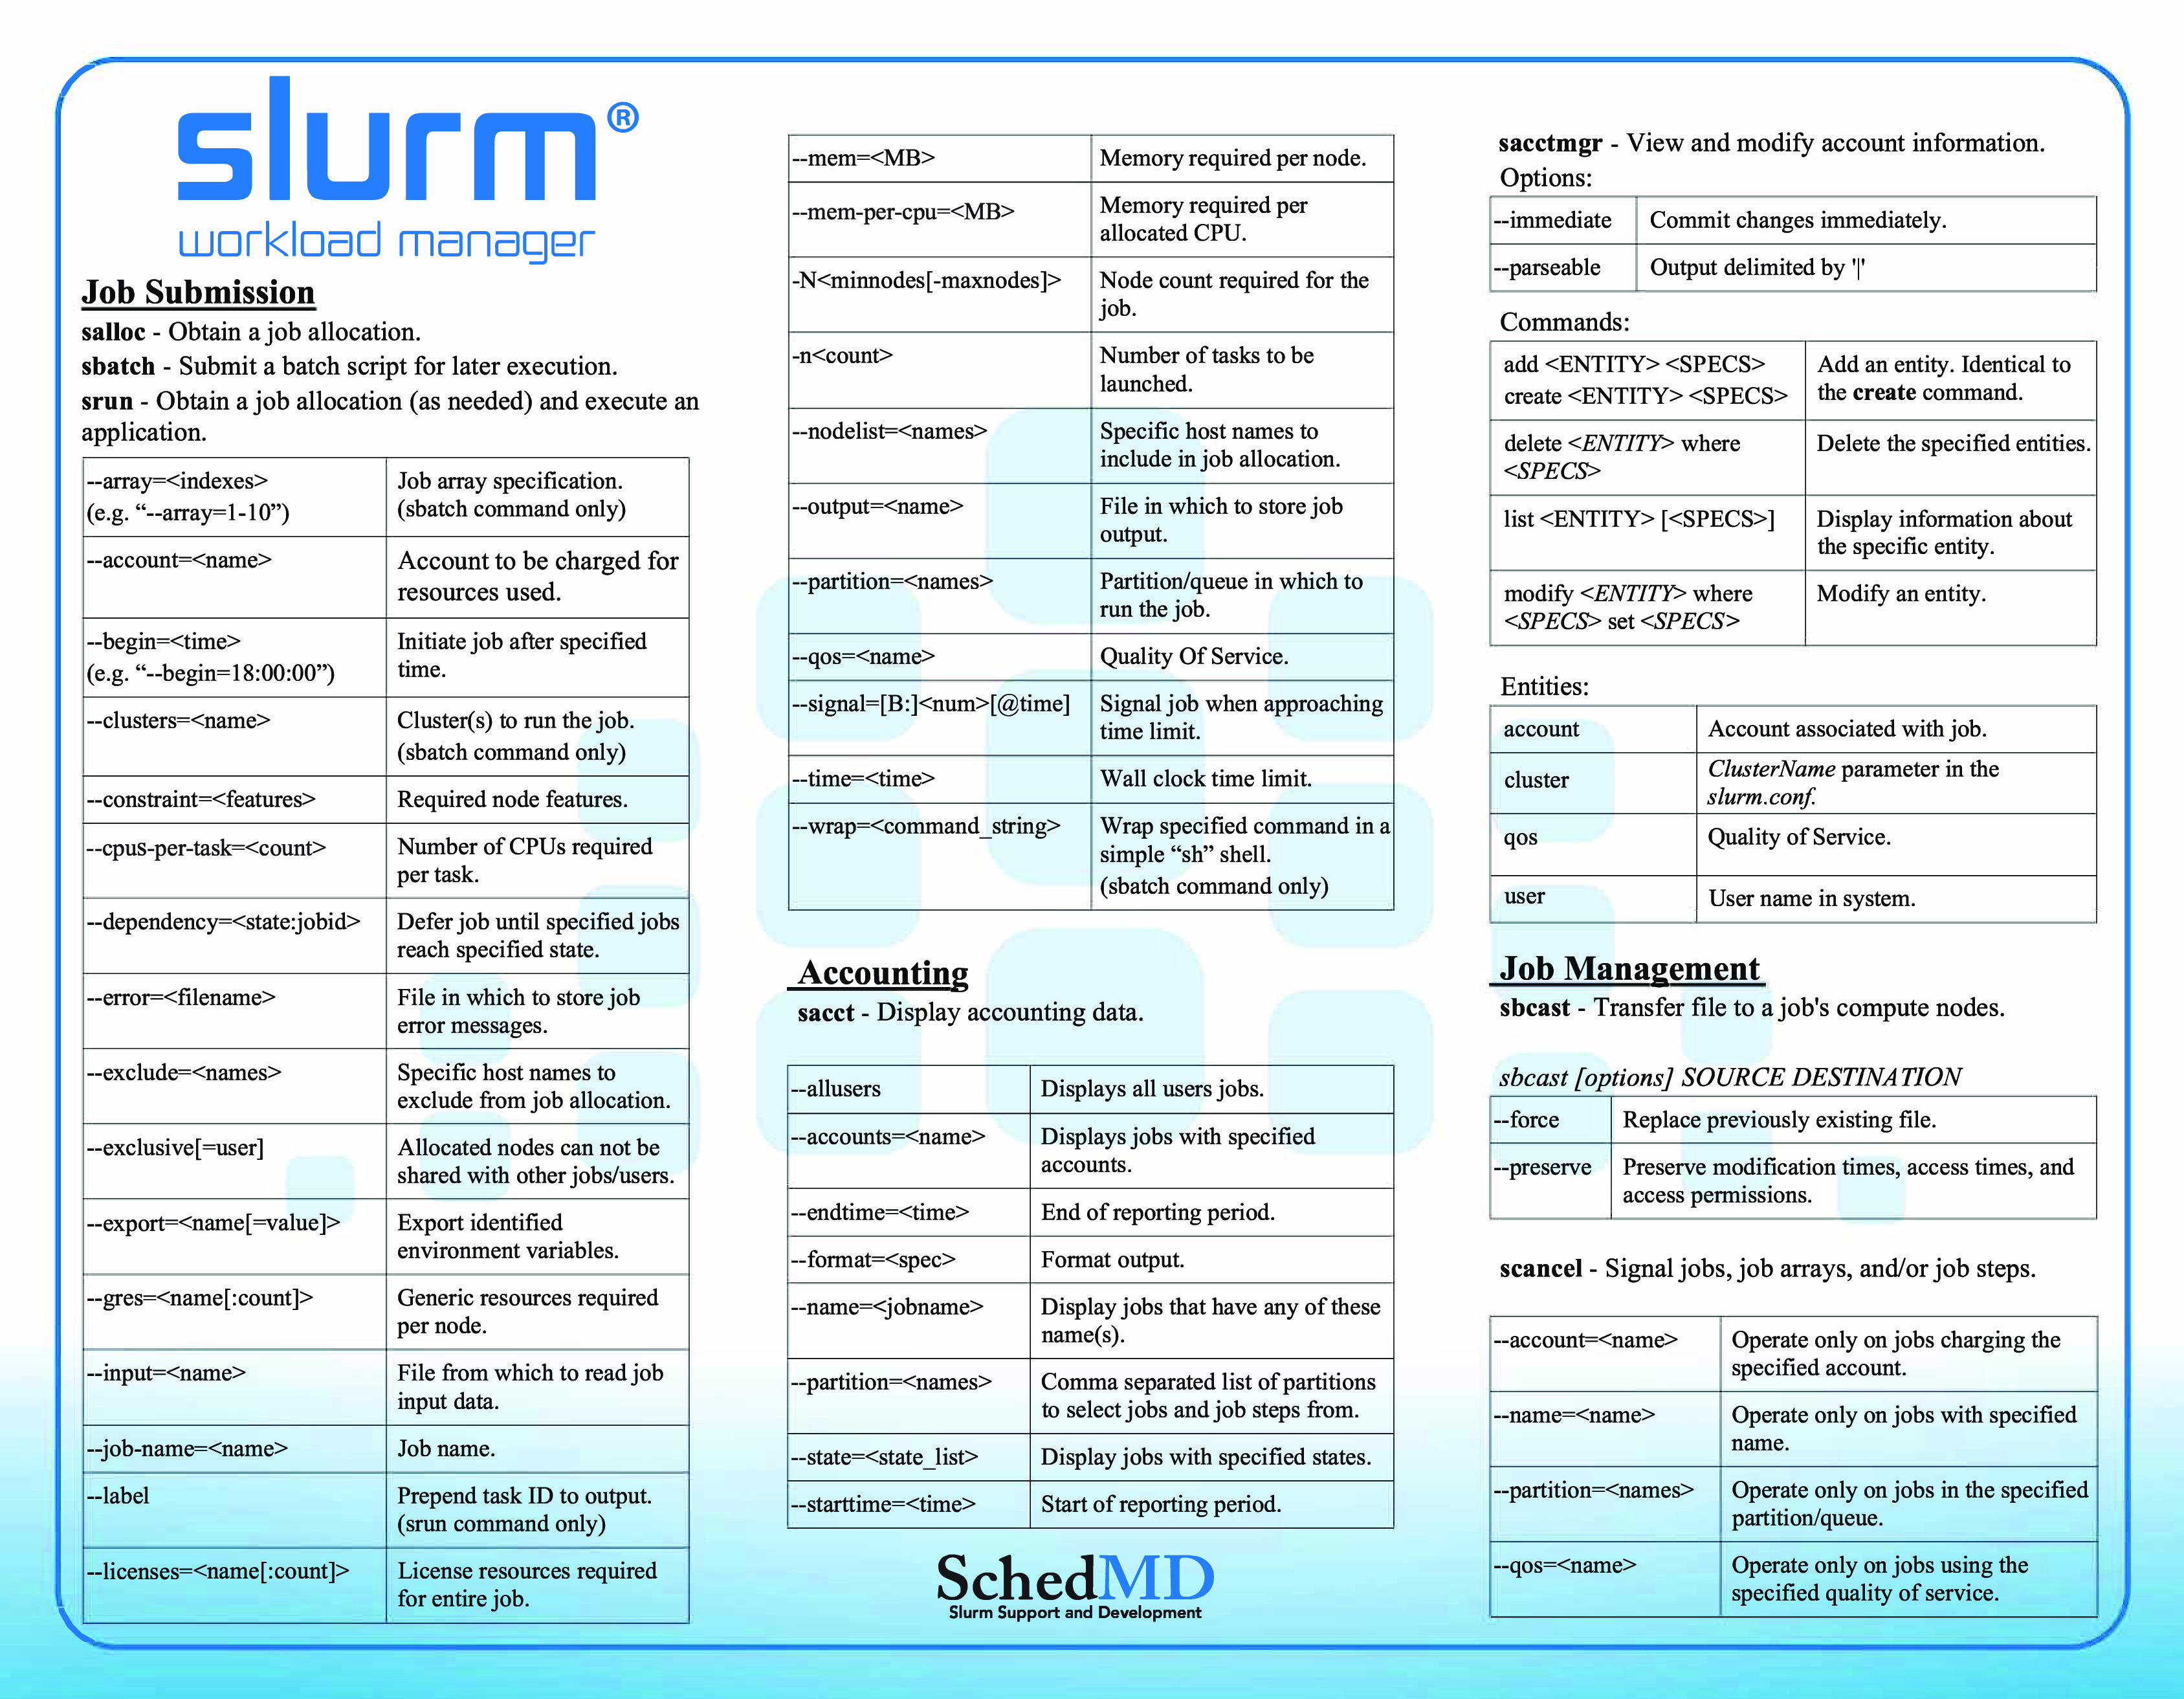 slurm®
workload manager
Job Submission
salloc - Obtain a job allocation.
sbatch - Submit a batch script for later execution.
srun - Obtain a job allocation (as needed) and execute an
application.
--array=<indexes>
(e.g. “--array=1-10”)
Job array specification.
(sbatch command only)
--account=<name>
Account to be charged for
resources used.
--begin=<time>
(e.g. “--begin=18:00:00”)
Initiate job after specified
time.
--clusters=<name>
Cluster(s) to run the job.
(sbatch command only)
--constraint=<features>
Required node features.
--cpus-per-task=<count>
Number of CPUs required
per task.
--dependency=<state:jobid>
Defer job until specified jobs
reach specified state.
--error=<filename>
File in which to store job
error messages.
--exclude=<names>
Specific host names to
exclude from job allocation.
--exclusive[=user]
Allocated nodes can not be
shared with other jobs/users.
--export=<name[=value]>
Export identified
environment variables.
--gres=<name[:count]>
Generic resources required
per node.
--input=<name>
File from which to read job
input data.
--job-name=<name>
Job name.
--label
Prepend task ID to output.
(srun command only)
--licenses=<name[:count]>
License resources required
for entire job.
--mem=<MB>
Memory required per node.
--mem-per-cpu=<MB>
Memory required per
allocated CPU.
-N<minnodes[-maxnodes]>
Node count required for the
job.
-n<count>
Number of tasks to be
launched.
--nodelist=<names>
Specific host names to
include in job allocation.
--output=<name>
File in which to store job
output.
--partition=<names>
Partition/queue in which to
run the job.
--qos=<name>
Quality Of Service.
--signal=[B:]<num>[@time]
Signal job when approaching
time limit.
--time=<time>
Wall clock time limit.
--wrap=<command_string>
Wrap specified command in a
simple “sh” shell.
(sbatch command only)
Accounting
sacct - Display accounting data.
--allusers
Displays all users jobs.
--accounts=<name>
Displays jobs with specified
accounts.
--endtime=<time>
End of reporting period.
--format=<spec>
Format output.
--name=<jobname>
Display jobs that have any of these
name(s).
--partition=<names>
Comma separated list of partitions
to select jobs and job steps from.
--state=<state_list>
Display jobs with specified states.
--starttime=<time>
Start of reporting period.
SchedMD
Slurm Support and Development
sacctmgr - View and modify account information.
Options:
--immediate
Commit changes immediately.
--parseable
Output delimited by '|'
Commands:
add <ENTITY> <SPECS>
create <ENTITY> <SPECS>
Add an entity. Identical to
the create command.
delete <ENTITY> where
<SPECS>
Delete the specified entities.
list <ENTITY> [<SPECS>]
Display information about
the specific entity.
modify <ENTITY> where
<SPECS> set <SPECS>
Modify an entity.
Entities:
account
Account associated with job.
cluster
ClusterName parameter in the
slurm.conf.
qos
Quality of Service.
user
User name in system.
Job Management
sbcast - Transfer file to a job's compute nodes.
sbcast [options] SOURCE DESTINATION
--force
Replace previously existing file.
--preserve
Preserve modification times, access times, and
access permissions.
scancel - Signal jobs, job arrays, and/or job steps.
--account=<name>
Operate only on jobs charging the
specified account.
--name=<name>
Operate only on jobs with specified
name.
--partition=<names>
Operate only on jobs in the specified
partition/queue.
--qos=<name>
Operate only on jobs using the
specified quality of service.